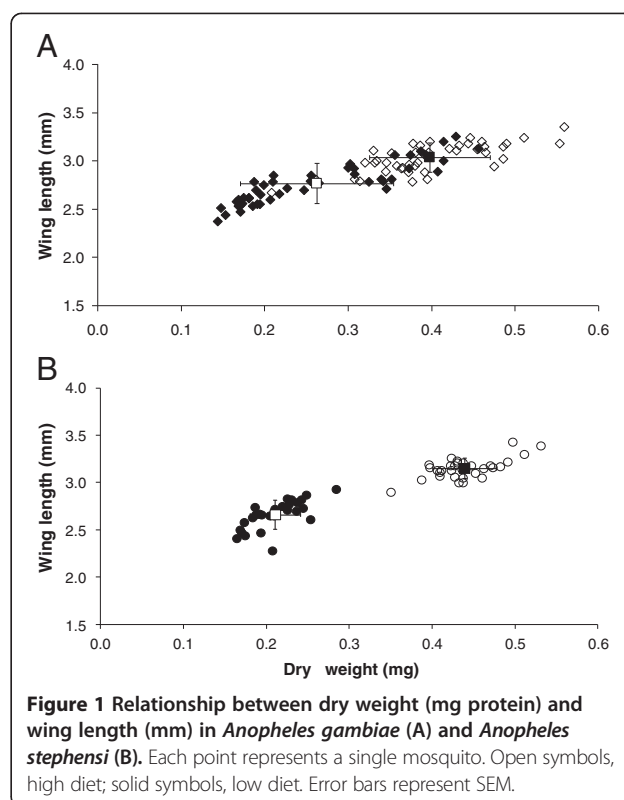 A
4.0
3.5
3.0
2.5
2.0
1.5
Wing length (mm)
0.0 0.1 0.2 0.3 0.4 0.5 0.6
B
4.0
3.5
3.0
2.5
2.0
1.5
Wing length (mm)
0.0 0.1 0.2 0.3 0.4 0.5 0.6
Dry weight (mg)
Figure 1 Relationship between dry weight (mg protein) and
wing length (mm) in Anopheles gambiae (A) and Anopheles
stephensi (B). Each point represents a single mosquito. Open symbols,
high diet; solid symbols, low diet. Error bars represent SEM.